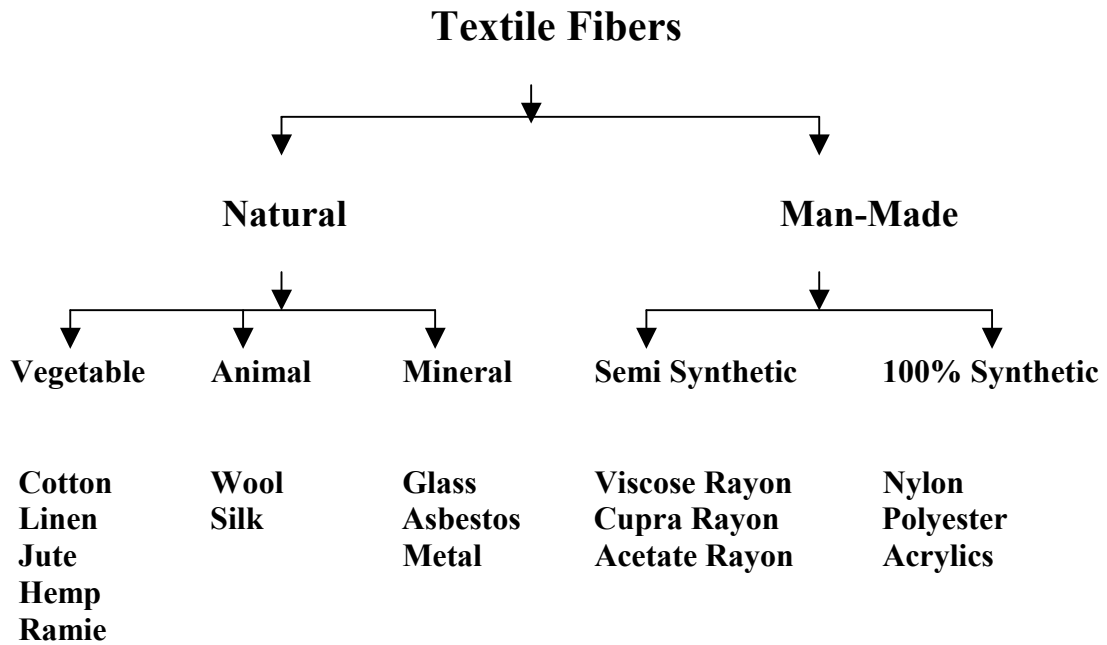 Textile Fibers
Natural Man-Made
Vegetable Animal Mineral Semi Synthetic 100% Synthetic
Cotton Wool Glass Viscose Rayon Nylon
Linen Silk Asbestos Cupra Rayon Polyester
Jute Metal Acetate Rayon Acrylics
Hemp
Ramie